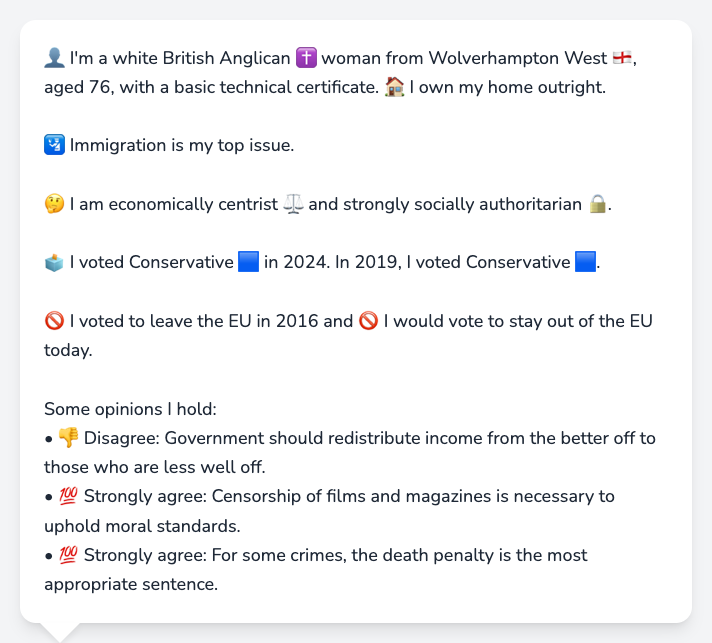 👤 I'm a white British Anglican ✝️ woman from Wolverhampton West 🏴󠁧󠁢󠁥󠁮󠁧󠁿,
aged 76, with a basic technical certificate. 🏠 I own my home outright.
🛂 Immigration is my top issue.
🤔 I am economically centrist ⚖️ and strongly socially authoritarian 🔒.
🗳️ I voted Conservative 🟦 in 2024. In 2019, I voted Conservative 🟦.
🚫 I voted to leave the EU in 2016 and 🚫 I would vote to stay out of the EU
today.
Some opinions I hold:
• 👎 Disagree: Government should redistribute income from the better off to
those who are less well off.
• 💯 Strongly agree: Censorship of films and magazines is necessary to
uphold moral standards.
• 💯 Strongly agree: For some crimes, the death penalty is the most
appropriate sentence.